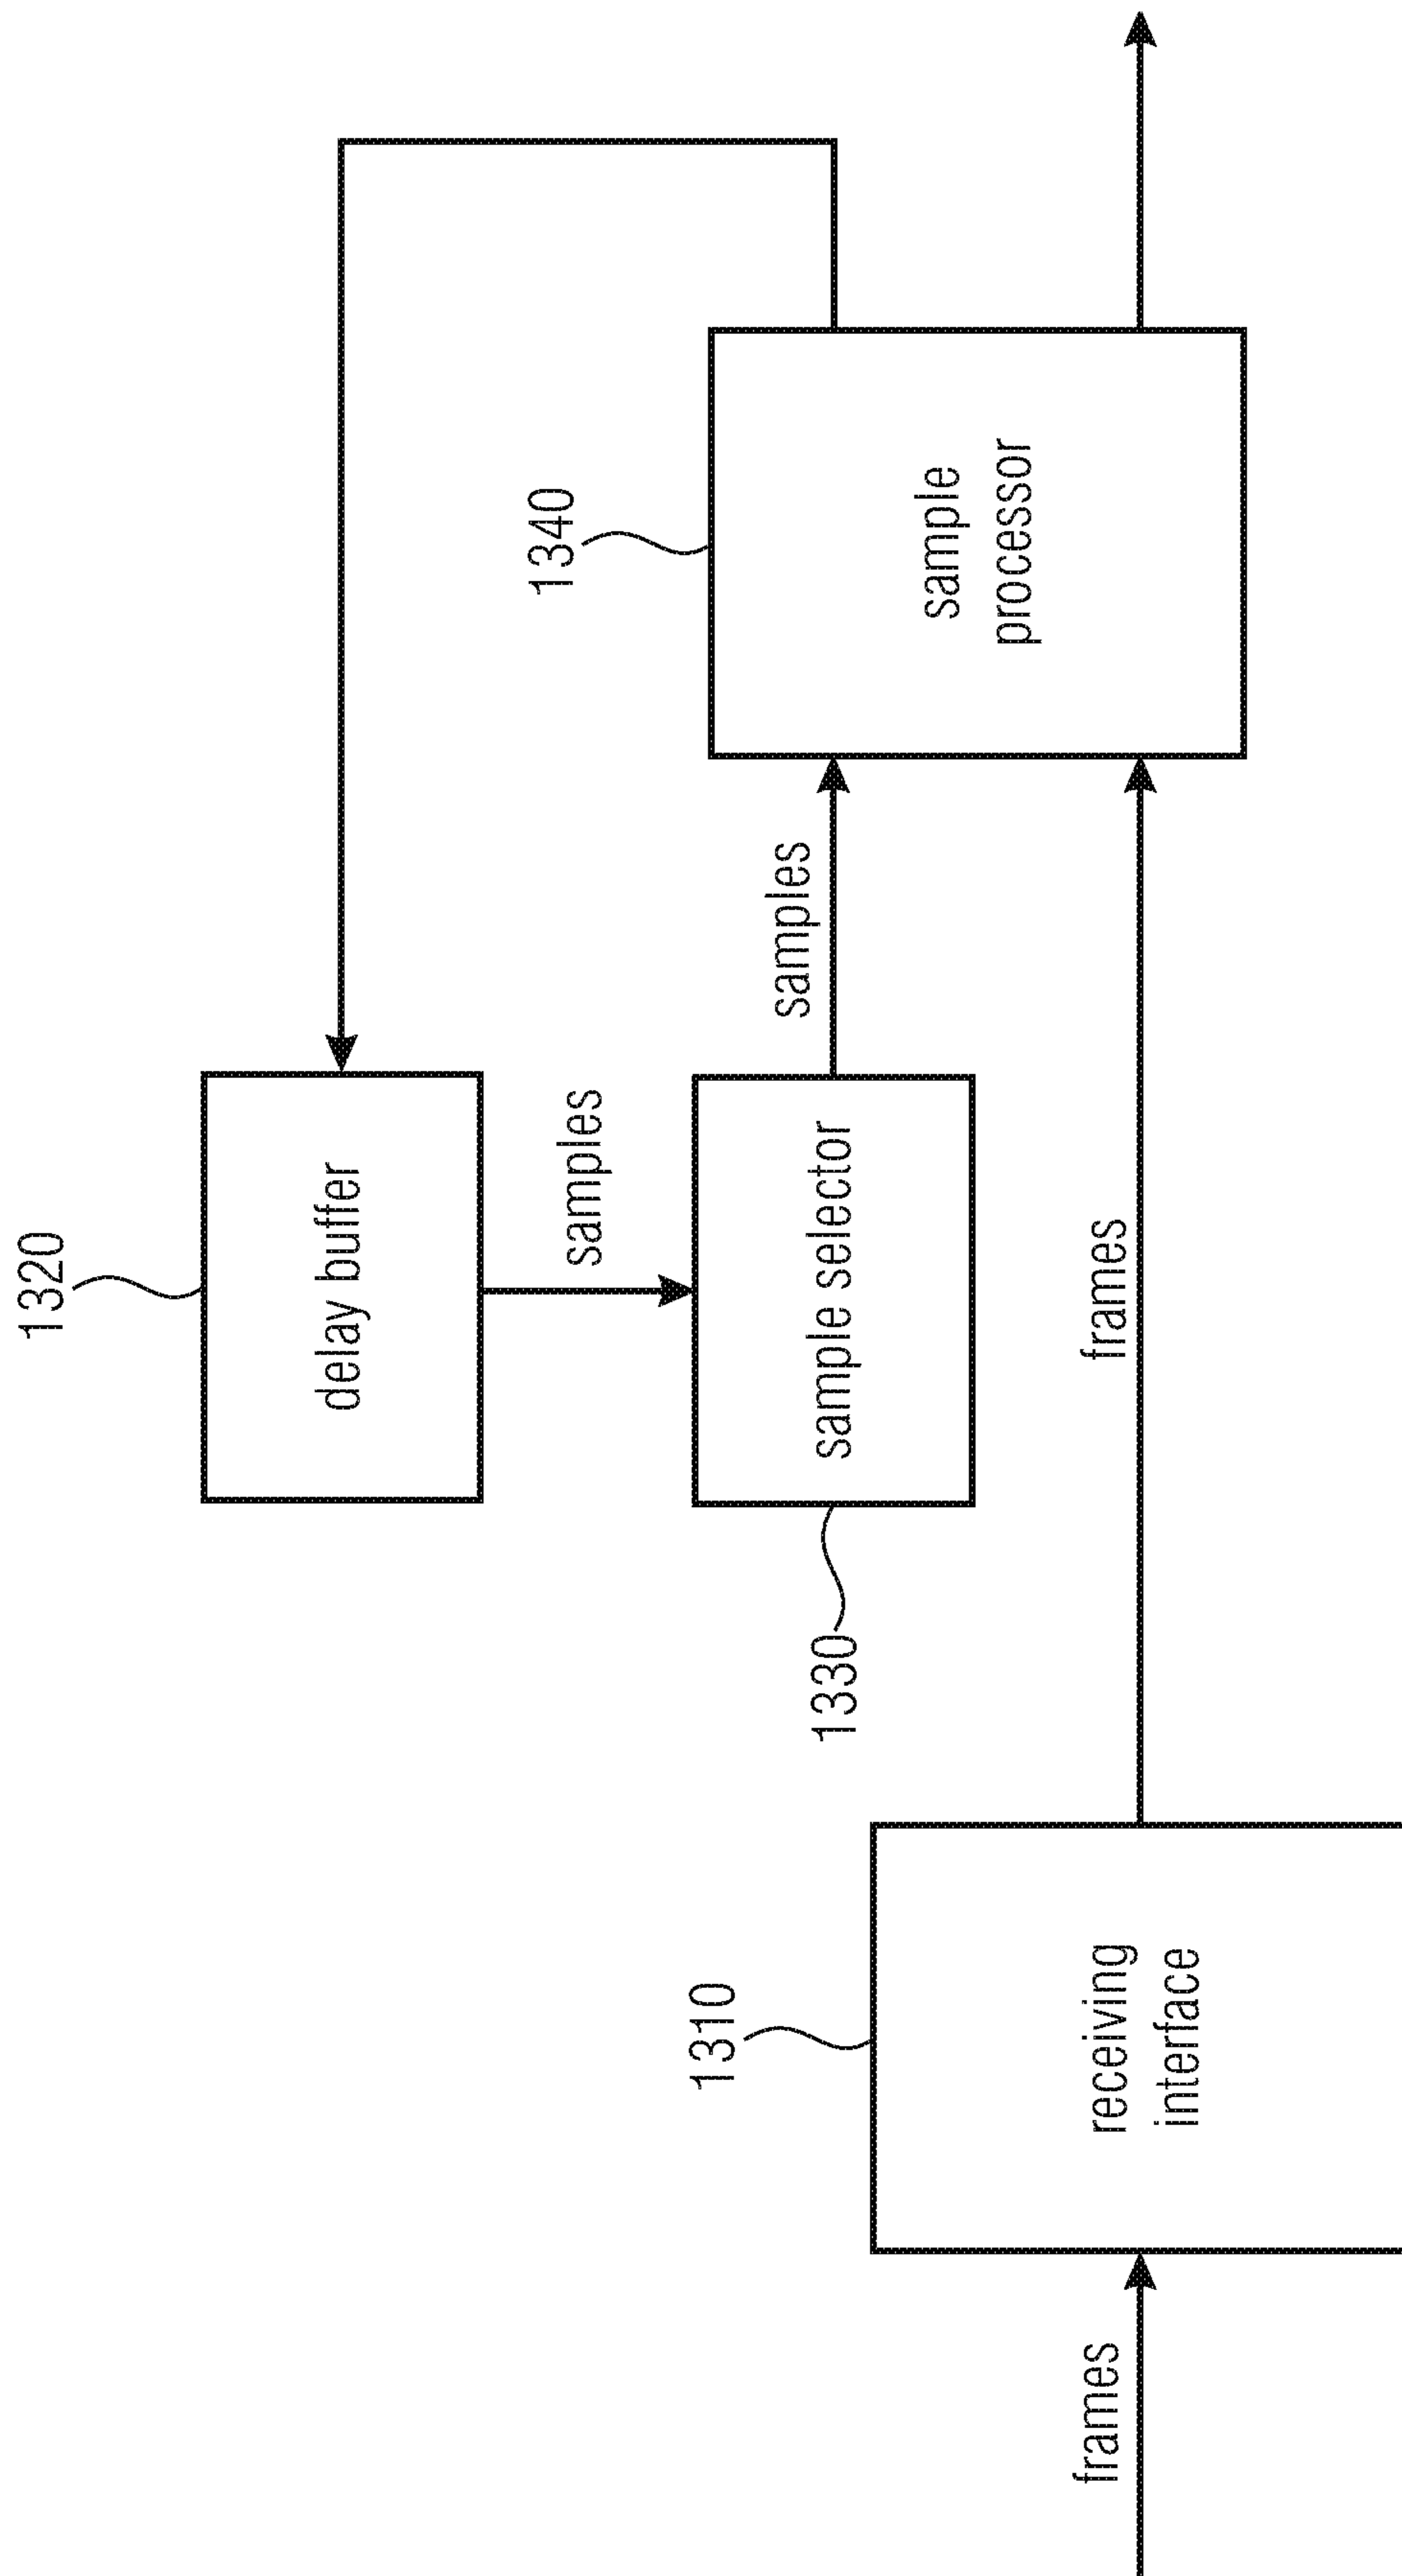 1320
delay buffer
samples
1340
sample
processor
samples
sample selector
1330
1310
receiving
interface
frames
frames